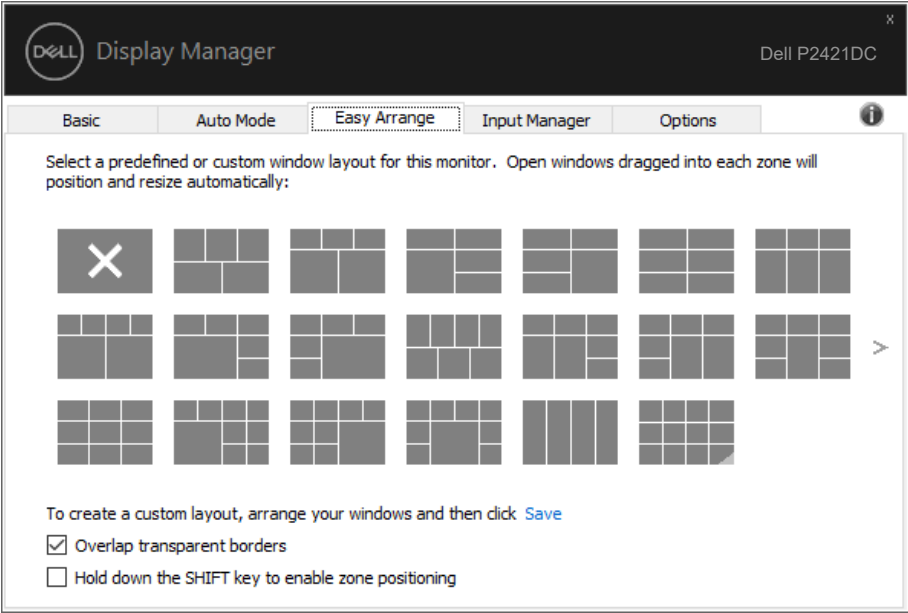 x
DELL Display Manager
Dell P2421DC
Basic Auto Mode Easy Arrange Input Manager Options i
Select a predefined or custom window layout for this monitor. Open windows dragged into each zone will
position and resize automatically:
>
To create a custom layout, arrange your windows and then click Save
Overlap transparent borders
Hold down the SHIFT key to enable zone positioning